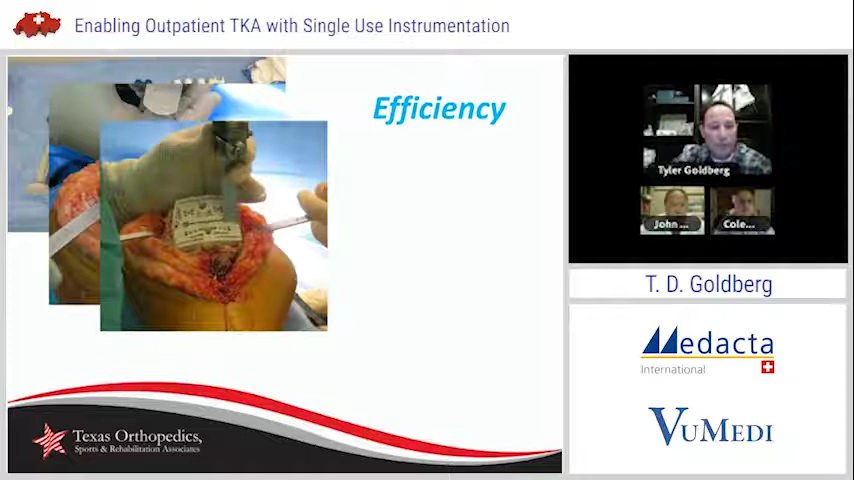 Enabling Outpatient TKA with Single Use Instrumentation
Efficiency
Tyler Goldberg
John ...
Cole...
T. D. Goldberg
Medacta
International
VUMEDI
Texas Orthopedics,
Sports & Rehabilitation Associates